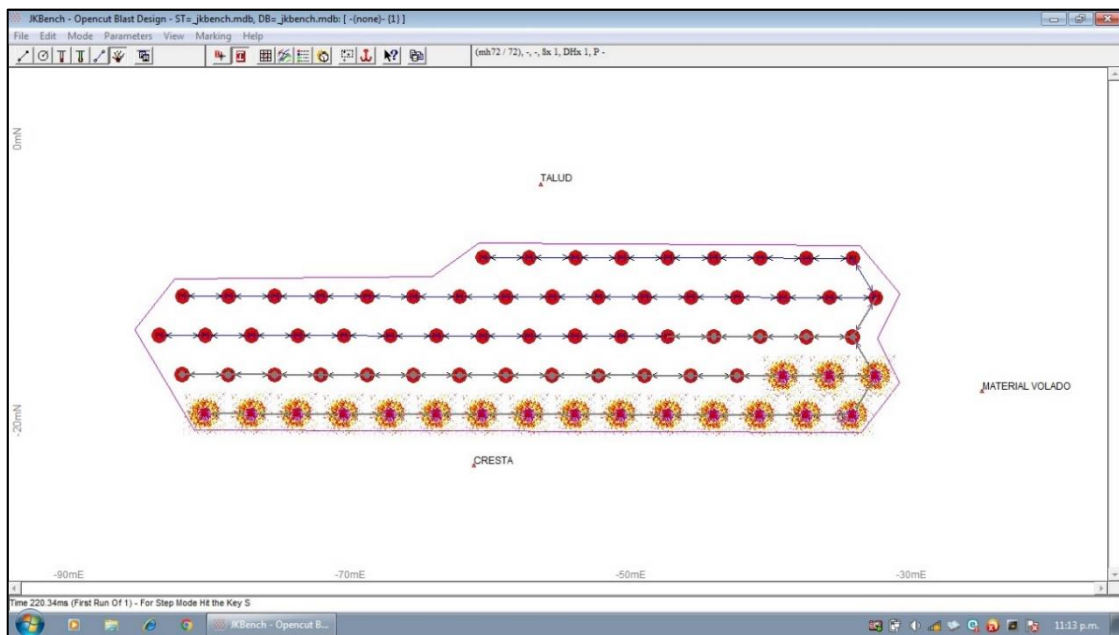 JKBench - Opencut Blast Design - ST=_jkbench.mdb, DB=_jkbench.mdb: [ -(none)- (1) ]
File Edit Mode Parameters View Marking Help
(mh72 / 72), -, -, 8x 1, DHx 1, P -
0mN
TALUD
MATERIAL VOLADO
-20mN
CRESTA
-90mE -70mE -50mE -30mE
Time 220.34ms (First Run Of 1) - For Step Mode Hit the Key S
JKBench - Opencut B...
11:13 p.m.